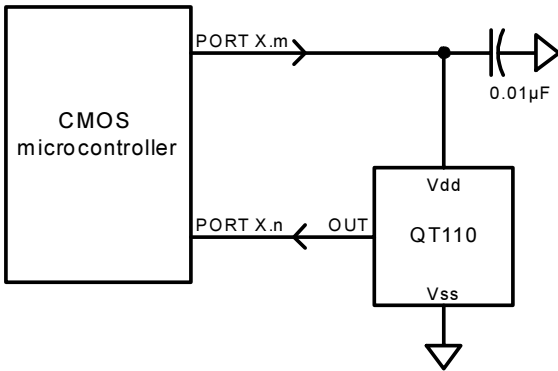 PORT X.m
0.01µF
CMOS
microcontroller
Vdd
PORT X.n
OUT
QT110
Vss